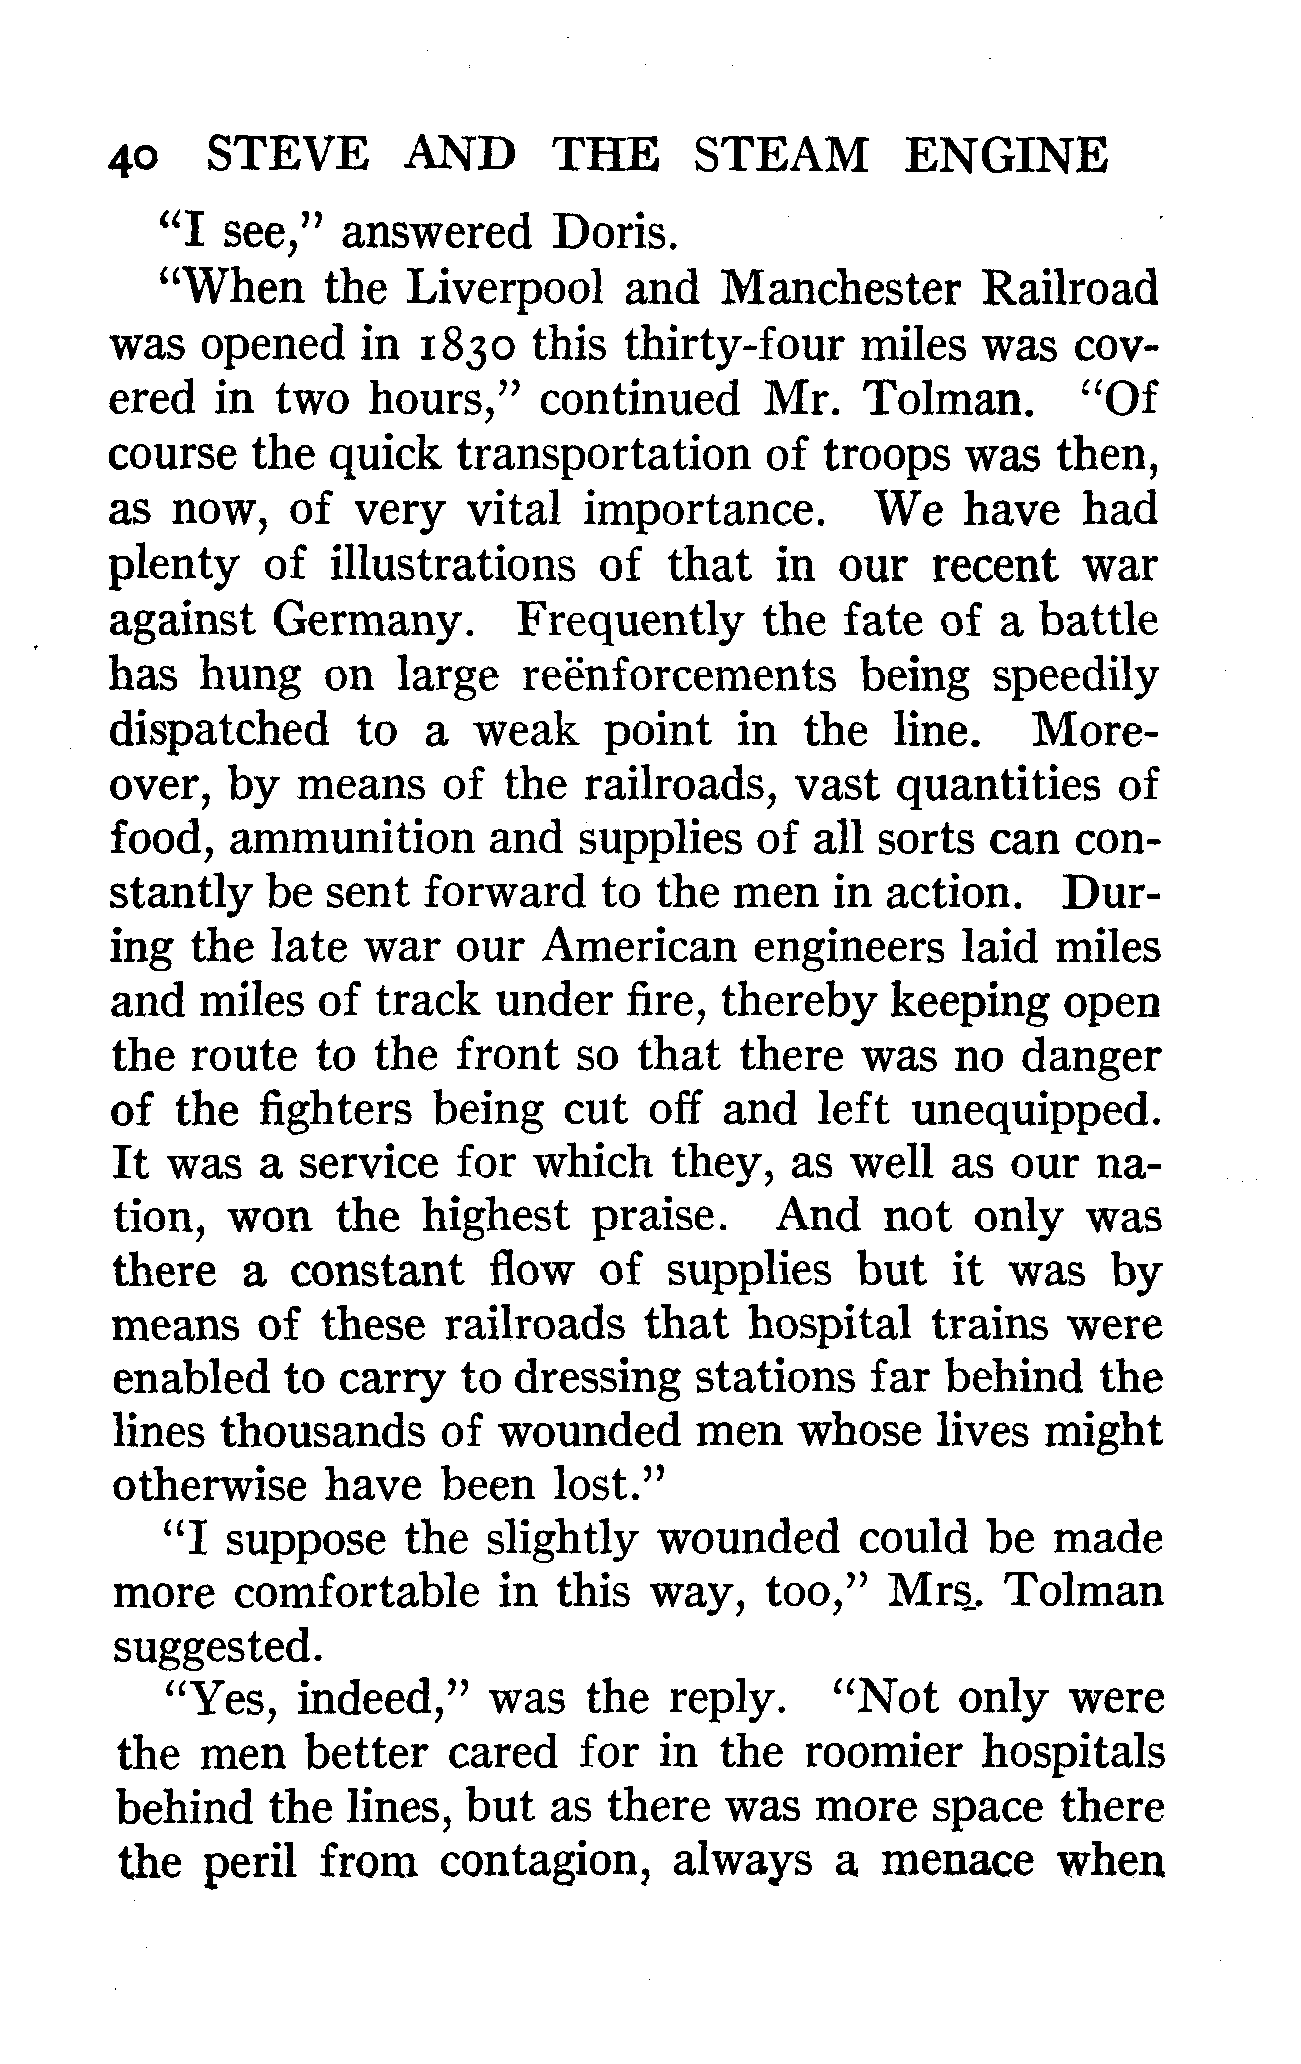 40 STEVE AND THE STEAM ENGINE
“I see,” answered Doris.
“When the Liverpool and Manchester Railroad
was opened in 1830 this thirty-four miles was cov-
ered in two hours,” continued Mr. Tolman. “Of
course the quick transportation of troops was then,
as now, of very vital importance. We have had
plenty of illustrations of that in our recent war
against Germany. Frequently the fate of a battle
has hung on large reënforcements being speedily
dispatched to a weak point in the line. More-
over, by means of the railroads, vast quantities of
food, ammunition and supplies of all sorts can con-
stantly be sent forward to the men in action. Dur-
ing the late war our American engineers laid miles
and miles of track under fire, thereby keeping open
the route to the front so that there was no danger
of the fighters being cut off and left unequipped.
It was a service for which they, as well as our na-
tion, won the highest praise. And not only was
there a constant flow of supplies but it was by
means of these railroads that hospital trains were
enabled to carry to dressing stations far behind the
lines thousands of wounded men whose lives might
otherwise have been lost.”
“I suppose the slightly wounded could be made
more comfortable in this way, too,” Mrs. Tolman
suggested.
“Yes, indeed,” was the reply. “Not only were
the men better cared for in the roomier hospitals
behind the lines, but as there was more space there
the peril from contagion, always a menace when